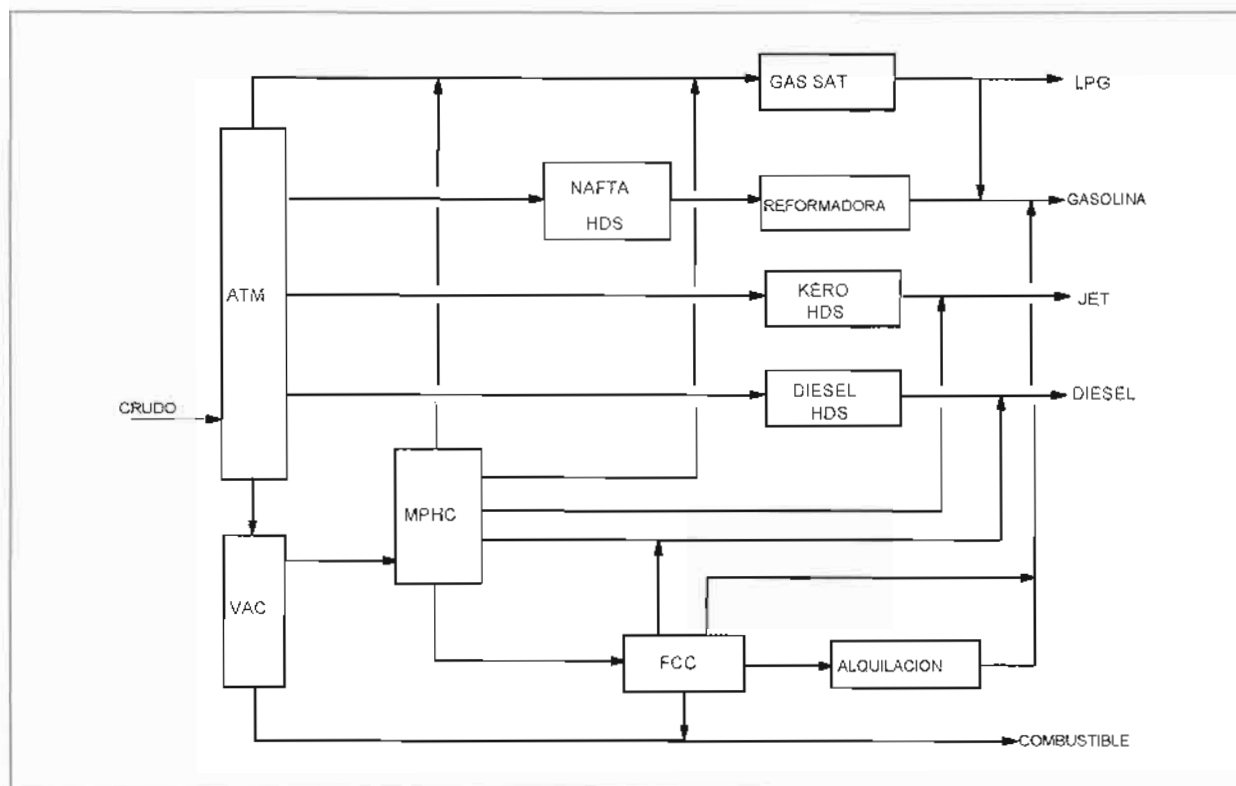 GAS SAT
LPG
NAFTA
HDS
REFORMADORA
GASOLINA
ATM
KERO
HDS
JET
CRUDO
DIESEL
HDS
DIESEL
MPHC
VAC
FCC
ALQUILACION
COMBUSTIBLE